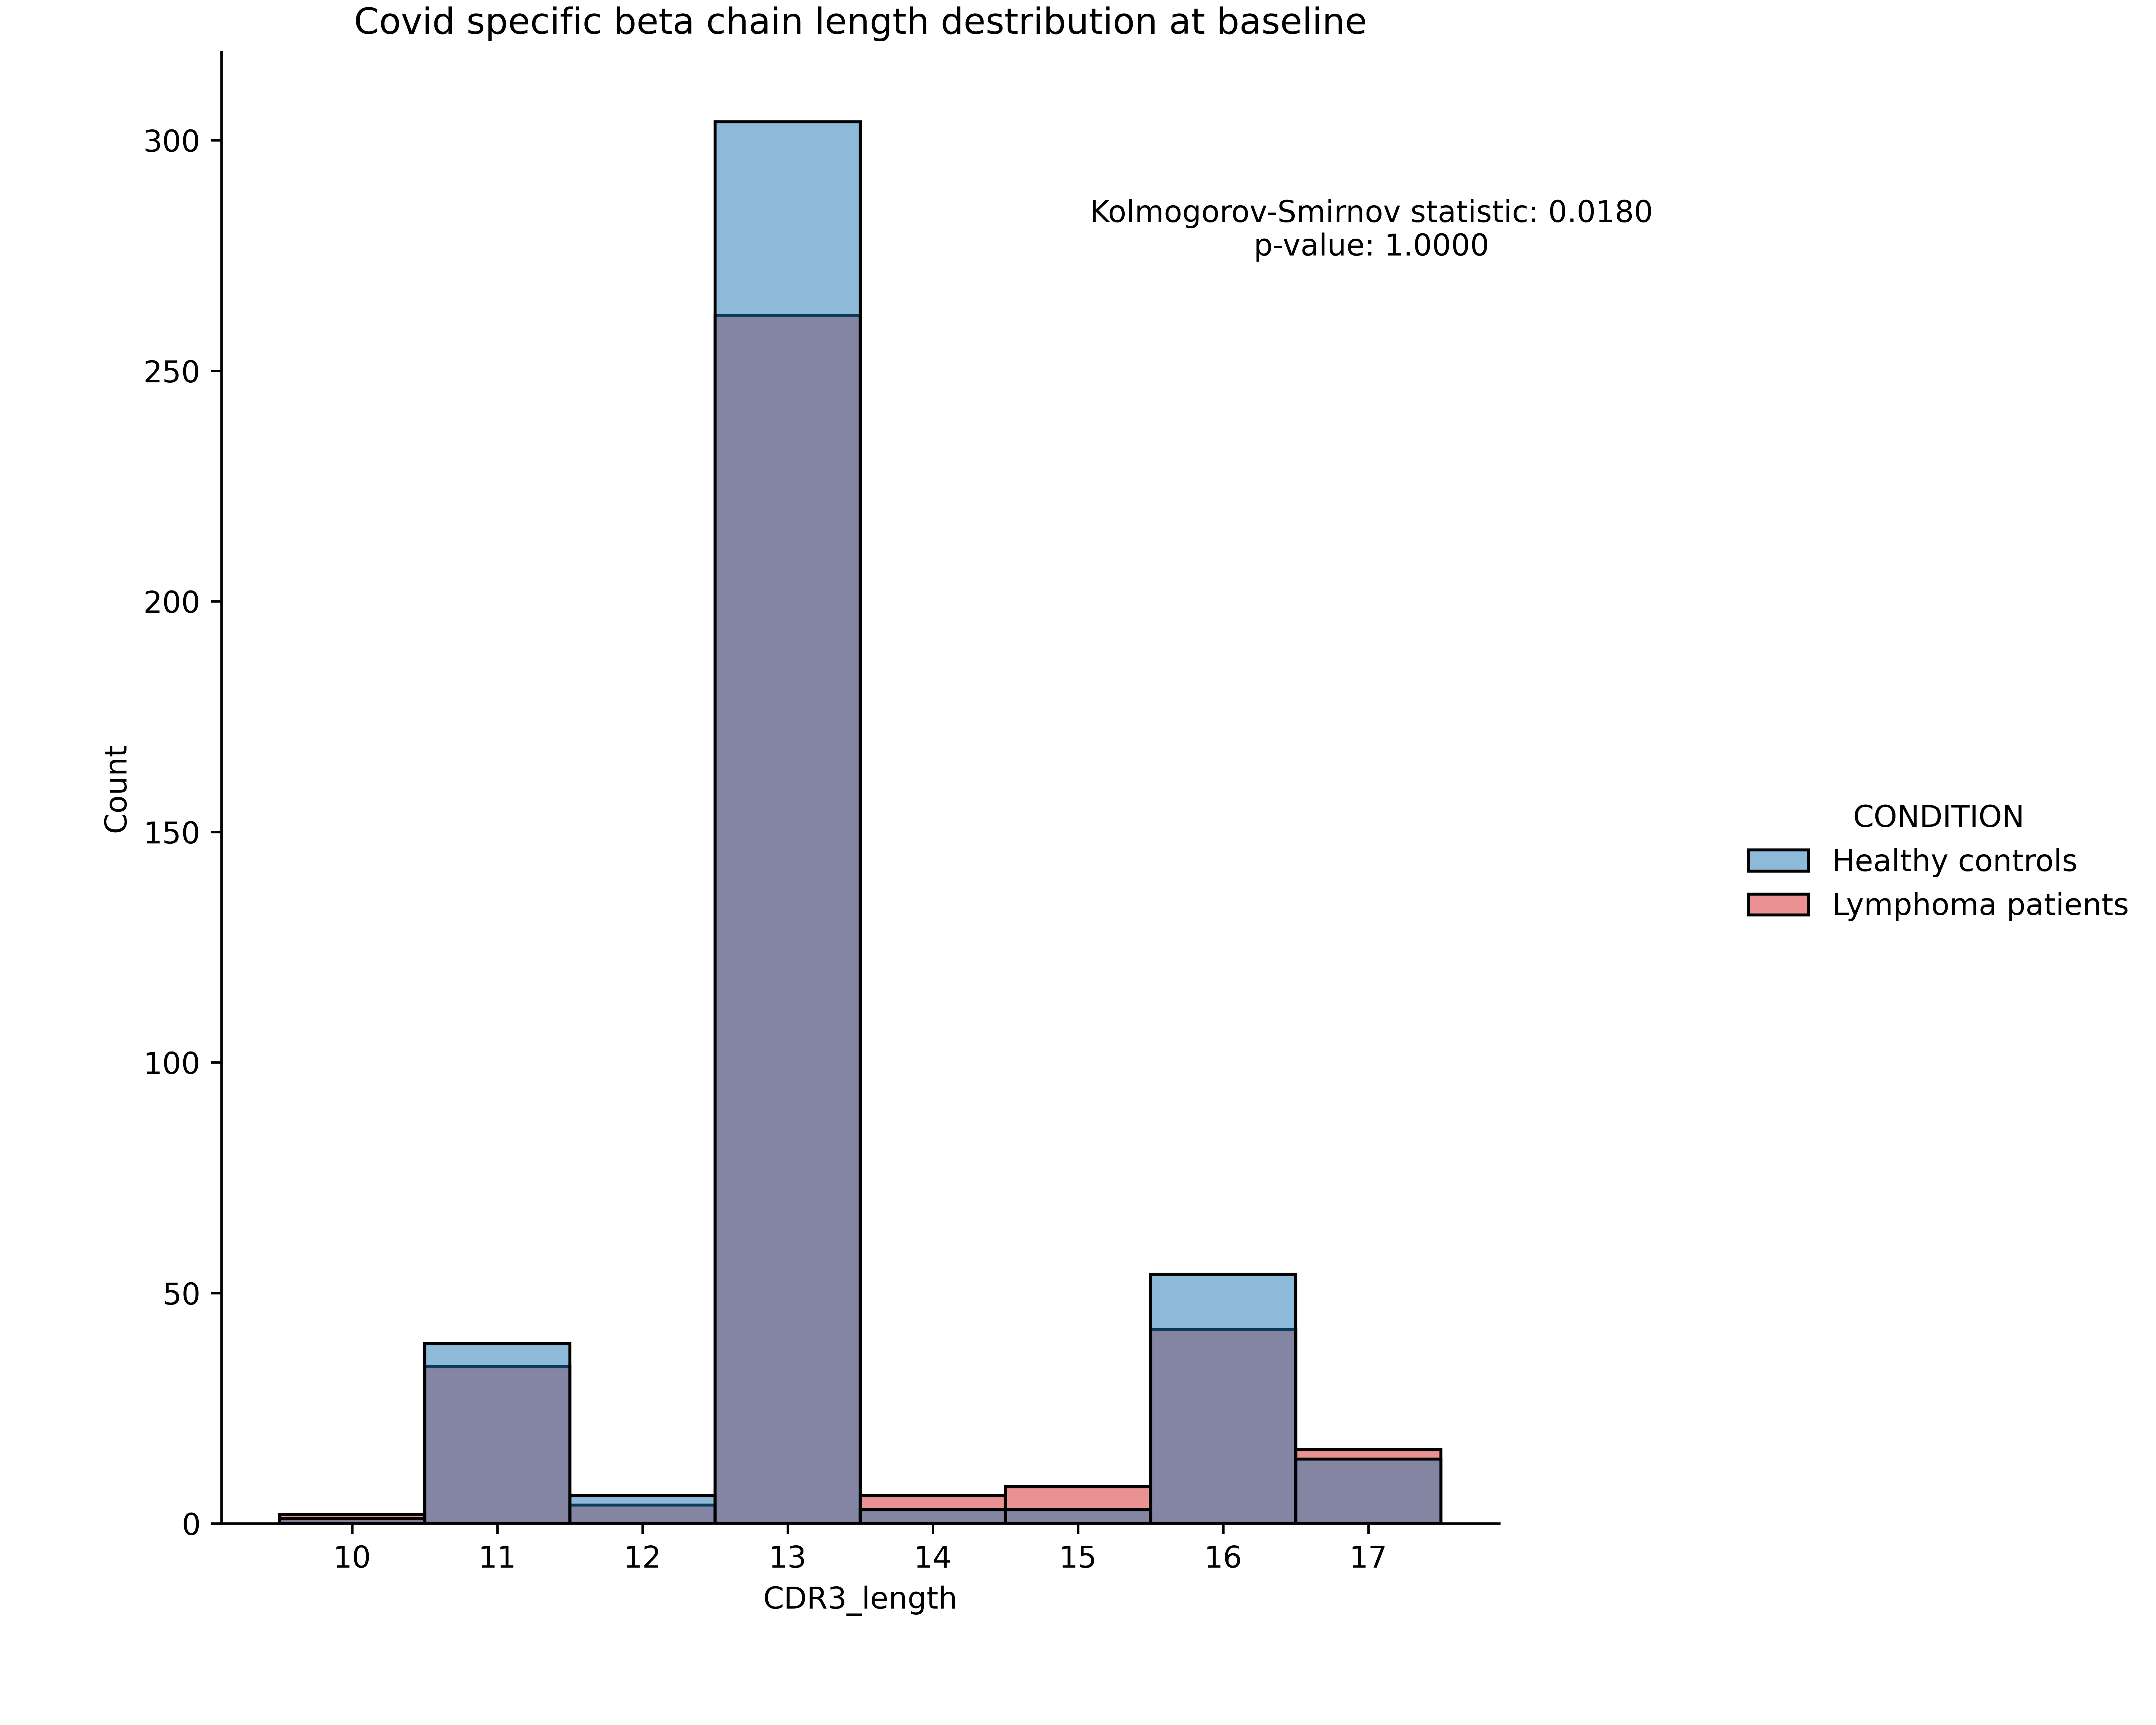 Covid specific beta chain length destribution at baseline
300
250
200
150
100
50
0
Count
Kolmogorov-Smirnov statistic: 0.0180
p-value: 1.0000
CONDITION
Healthy controls
Lymphoma patients
10 11 12 13 14 15 16 17
CDR3_length